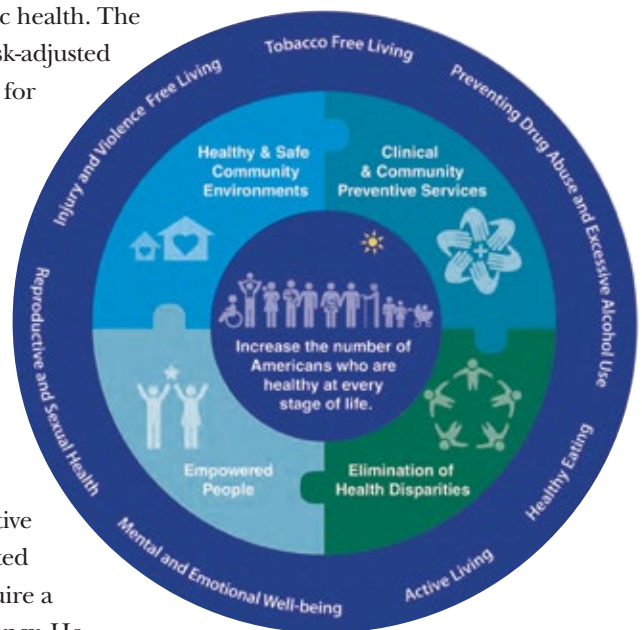 c health. The
sk-adjusted
for
Tobacco Free Living
Preventing Drug Abuse and Excessive Alcohol Use
Healthy Eating
Active Living
Mental and Emotional Well-being
Reproductive and Sexual Health
Injury and Violence Free Living
Healthy & Safe
Community
Environments
Clinical
& Community
Preventive Services
Increase the number of
Americans who are
healthy at every
stage of life.
Empowered
People
Elimination of
Health Disparities
tive
ted
uire a